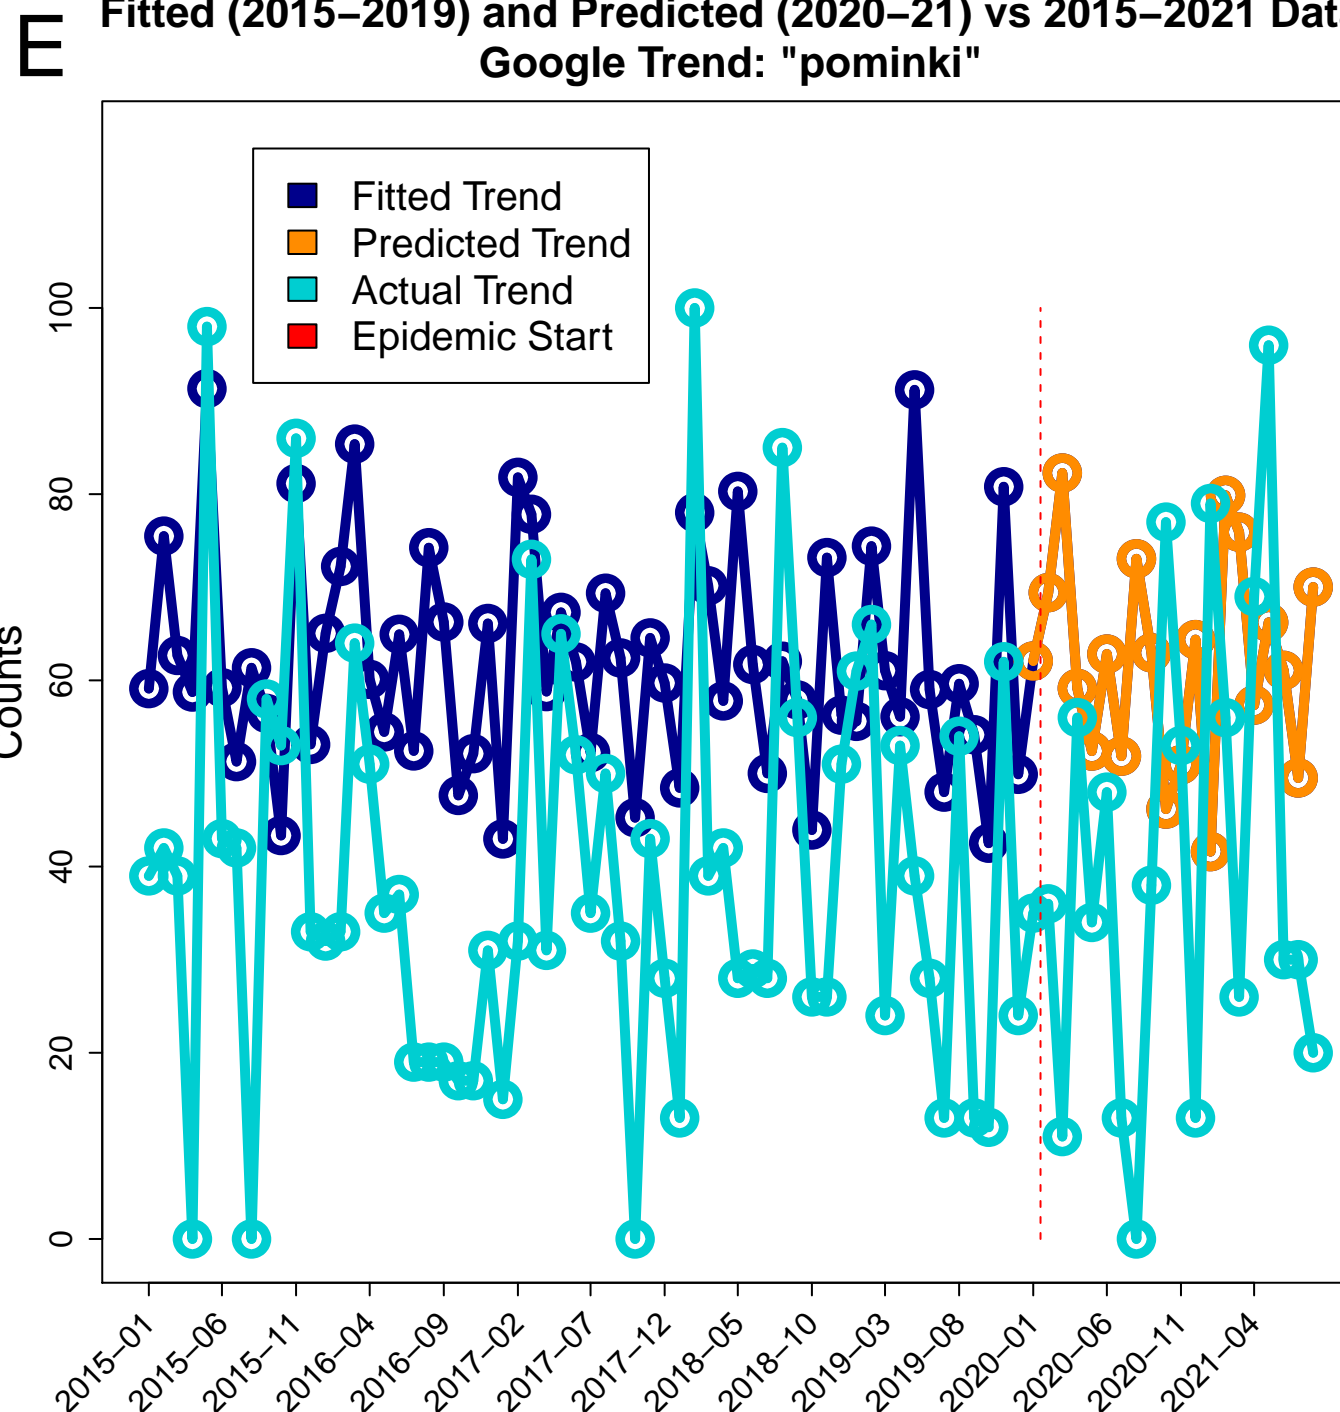 E
Fitted (2015–2019) and Predicted (2020–21) vs 2015–2021 Dat
Google Trend: "pominki"
Fitted Trend
Predicted Trend
Actual Trend
Epidemic Start
Counts
100
80
60
40
20
0
2015–01
2015–06
2015–11
2016–04
2016–09
2017–02
2017–07
2017–12
2018–05
2018–10
2019–03
2019–08
2020–01
2020–06
2020–11
2021–04